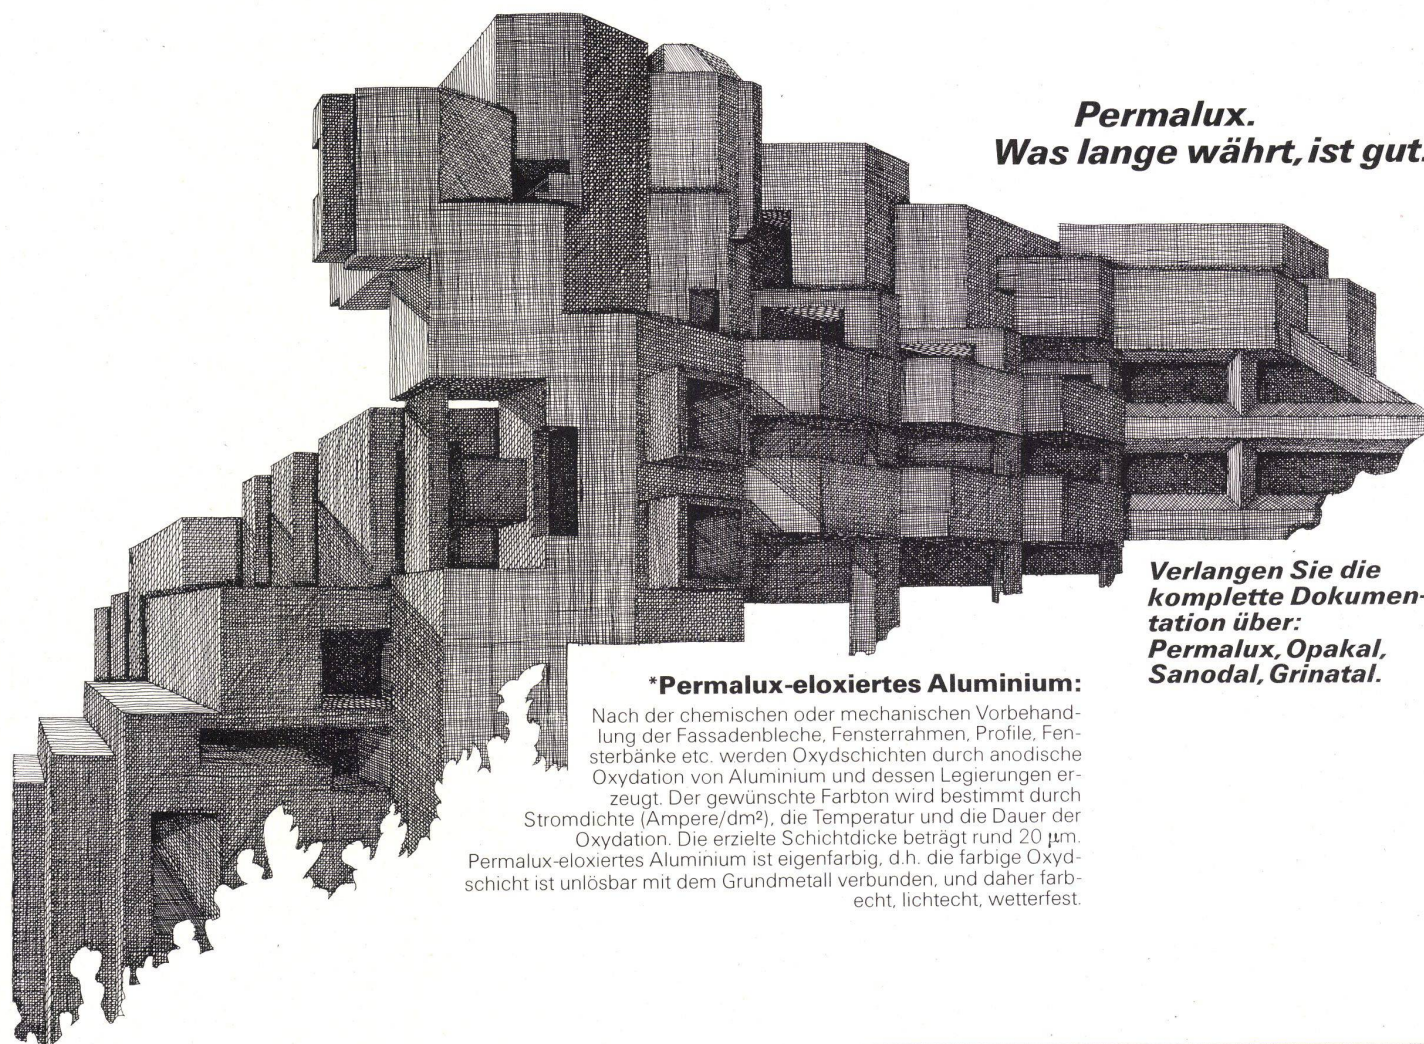 Permalux.
Was lange währt, ist gut.
Verlangen Sie die
komplette Dokumen-
tation über:
Permalux, Opakal,
Sanodal, Grinatal.
*Permalux-eloxiertes Aluminium:
Nach der chemischen oder mechanischen Vorbehand-
lung der Fassadenbleche, Fensterrahmen, Profile, Fen-
sterbänke etc. werden Oxydschichten durch anodische
Oxydation von Aluminium und dessen Legierungen er-
zeugt. Der gewünschte Farbton wird bestimmt durch
Stromdichte (Ampere/dm²), die Temperatur und die Dauer der
Oxydation. Die erzielte Schichtdicke beträgt rund 20 µm.
Permalux-eloxiertes Aluminium ist eigenfarbig, d.h. die farbige Oxyd-
schicht ist unlösbar mit dem Grundmetall verbunden, und daher farb-
echt, lichtecht, wetterfest.